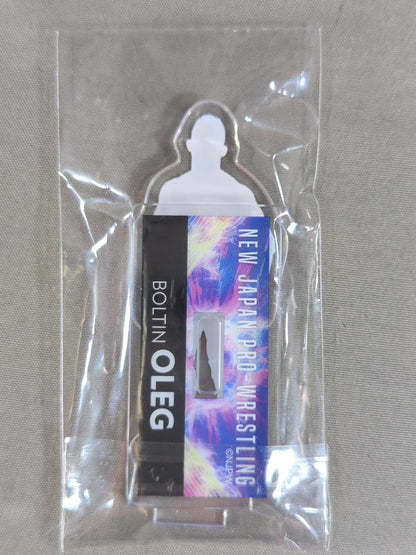 NEW JAPAN PRO-WRESTLING
©NJPW
BOLTIN OLEG